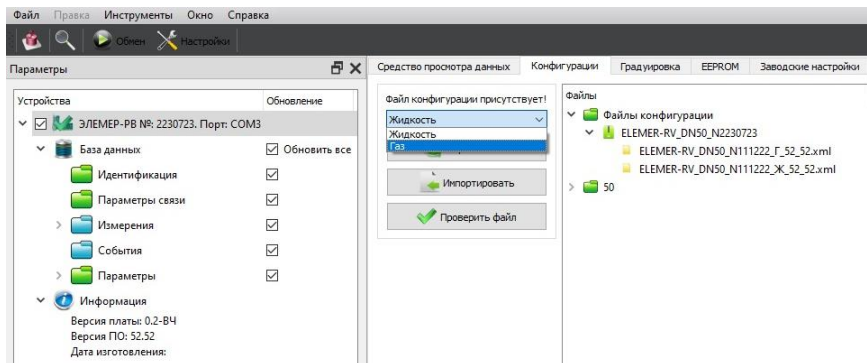 Файл Правка Инструменты Окно Справка
Обмен Настройки
Параметры
Устройства Обновление
ЭЛЕМЕР-РВ №: 2230723. Порт: COM3
База данных Обновить все
Идентификация
Параметры связи
Измерения
События
Параметры
Информация
Версия платы: 0.2-ВЧ
Версия ПО: 52.52
Дата изготовления:
Средство просмотра данных Конфигурации Градуировка EEPROM Заводские настройки
Файл конфигурации присутствует!
Жидкость
Жидкость
Газ
Импортировать
Проверить файл
Файлы
Файлы конфигурации
ELEMER-RV_DN50_N2230723
ELEMER-RV_DN50_N111222_Г_52_52.xml
ELEMER-RV_DN50_N111222_Ж_52_52.xml
50